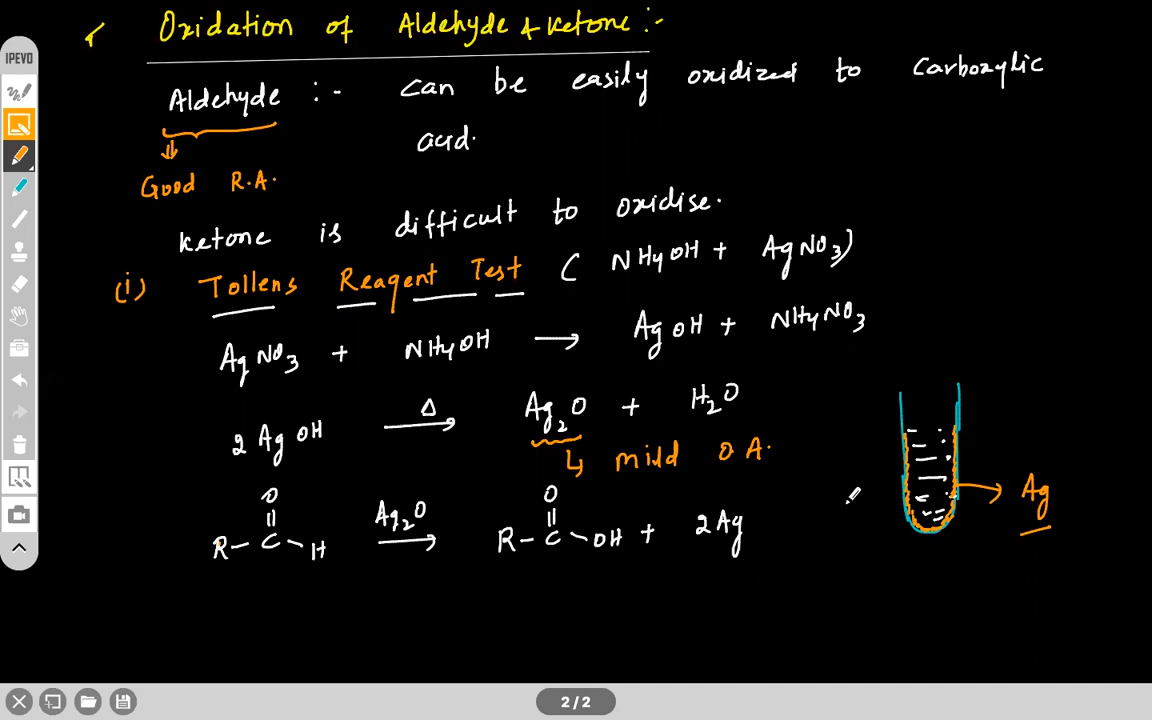 IPEVO
Oxidation of Aldehyde & Ketone :-
Aldehyde :- can be easily oxidized to Carboxylic
acid.
Good R.A.
Ketone is difficult to oxidise.
(i) Tollens Reagent Test ( NH4OH + AgNO3)
AgNO3 + NH4OH → AgOH + NH4NO3
2 AgOH Δ → Ag2O + H2O
↳ mild O A.
O O
|| Ag2O ||
R – C – H → R – C – OH + 2Ag
Ag
2/2